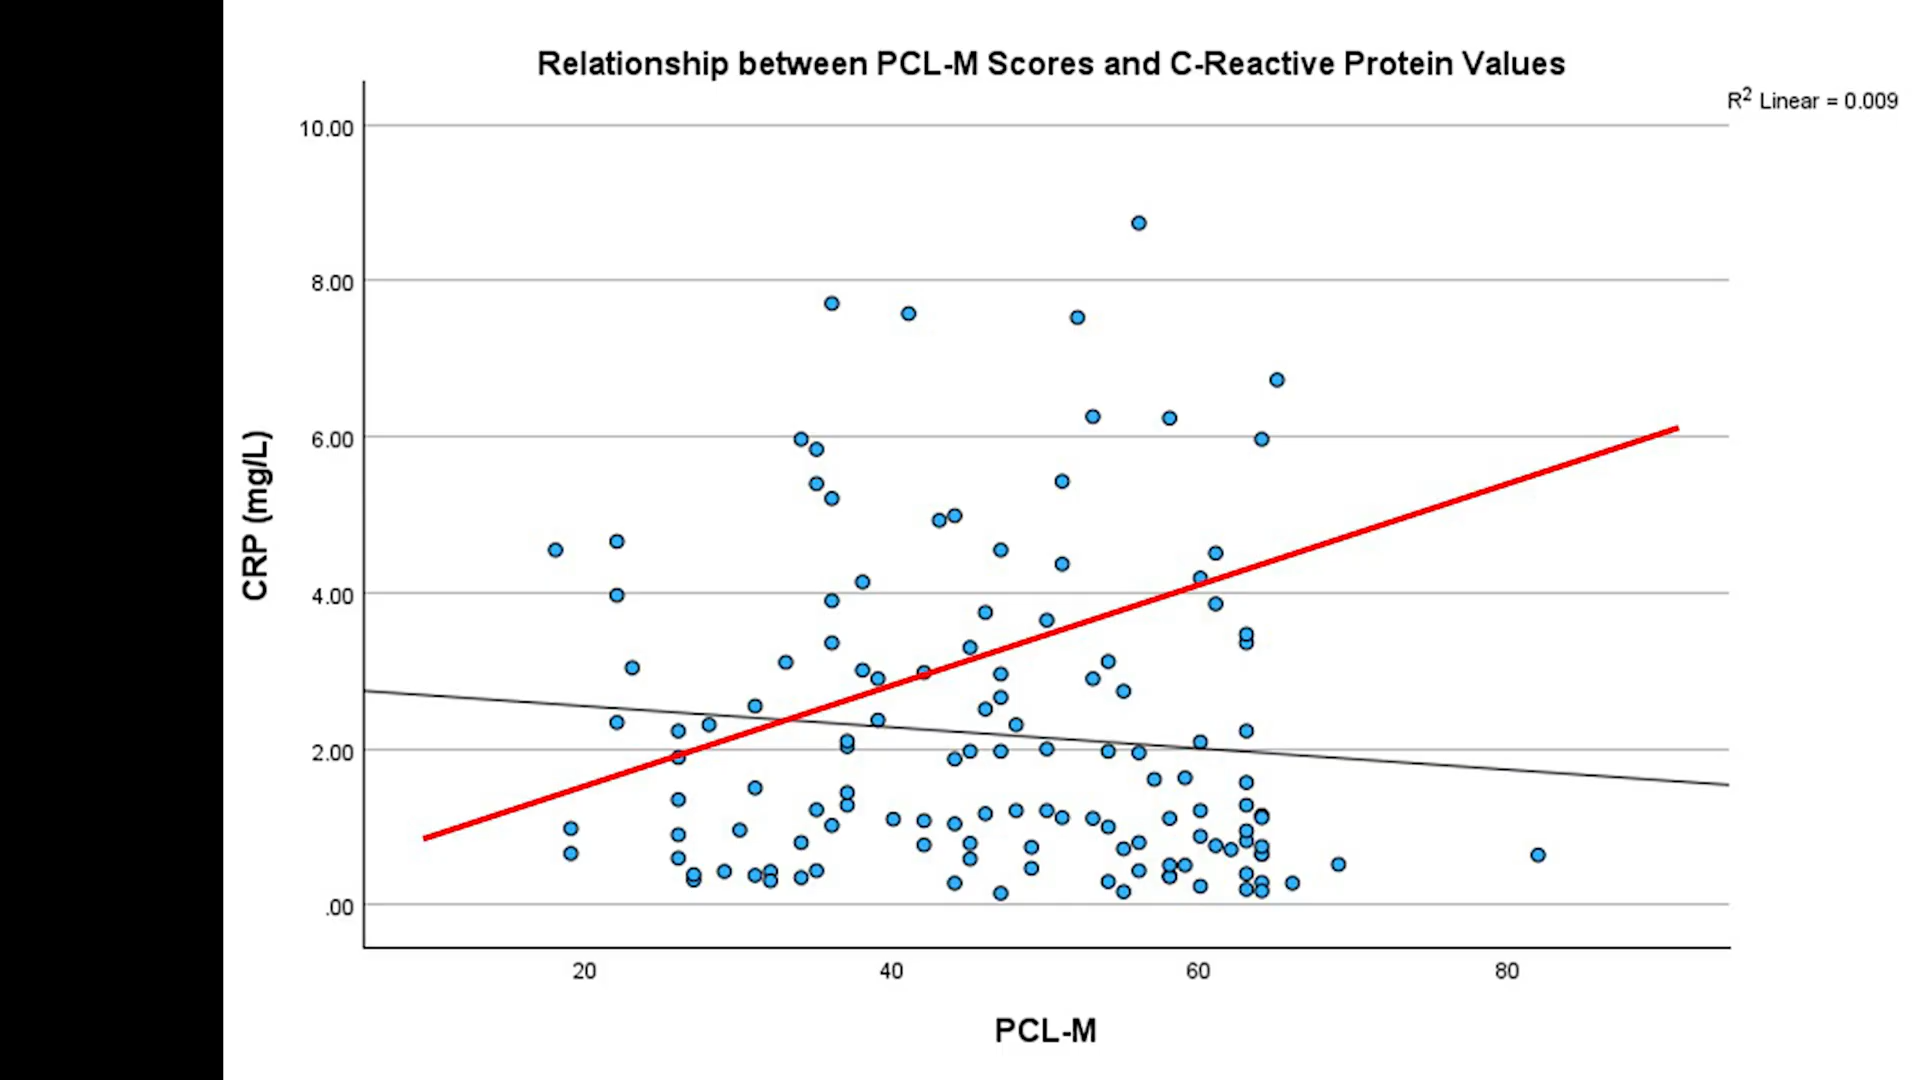 Relationship between PCL-M Scores and C-Reactive Protein Values
R² Linear = 0.009
10.00
8.00
6.00
4.00
2.00
.00
CRP (mg/L)
20 40 60 80
PCL-M